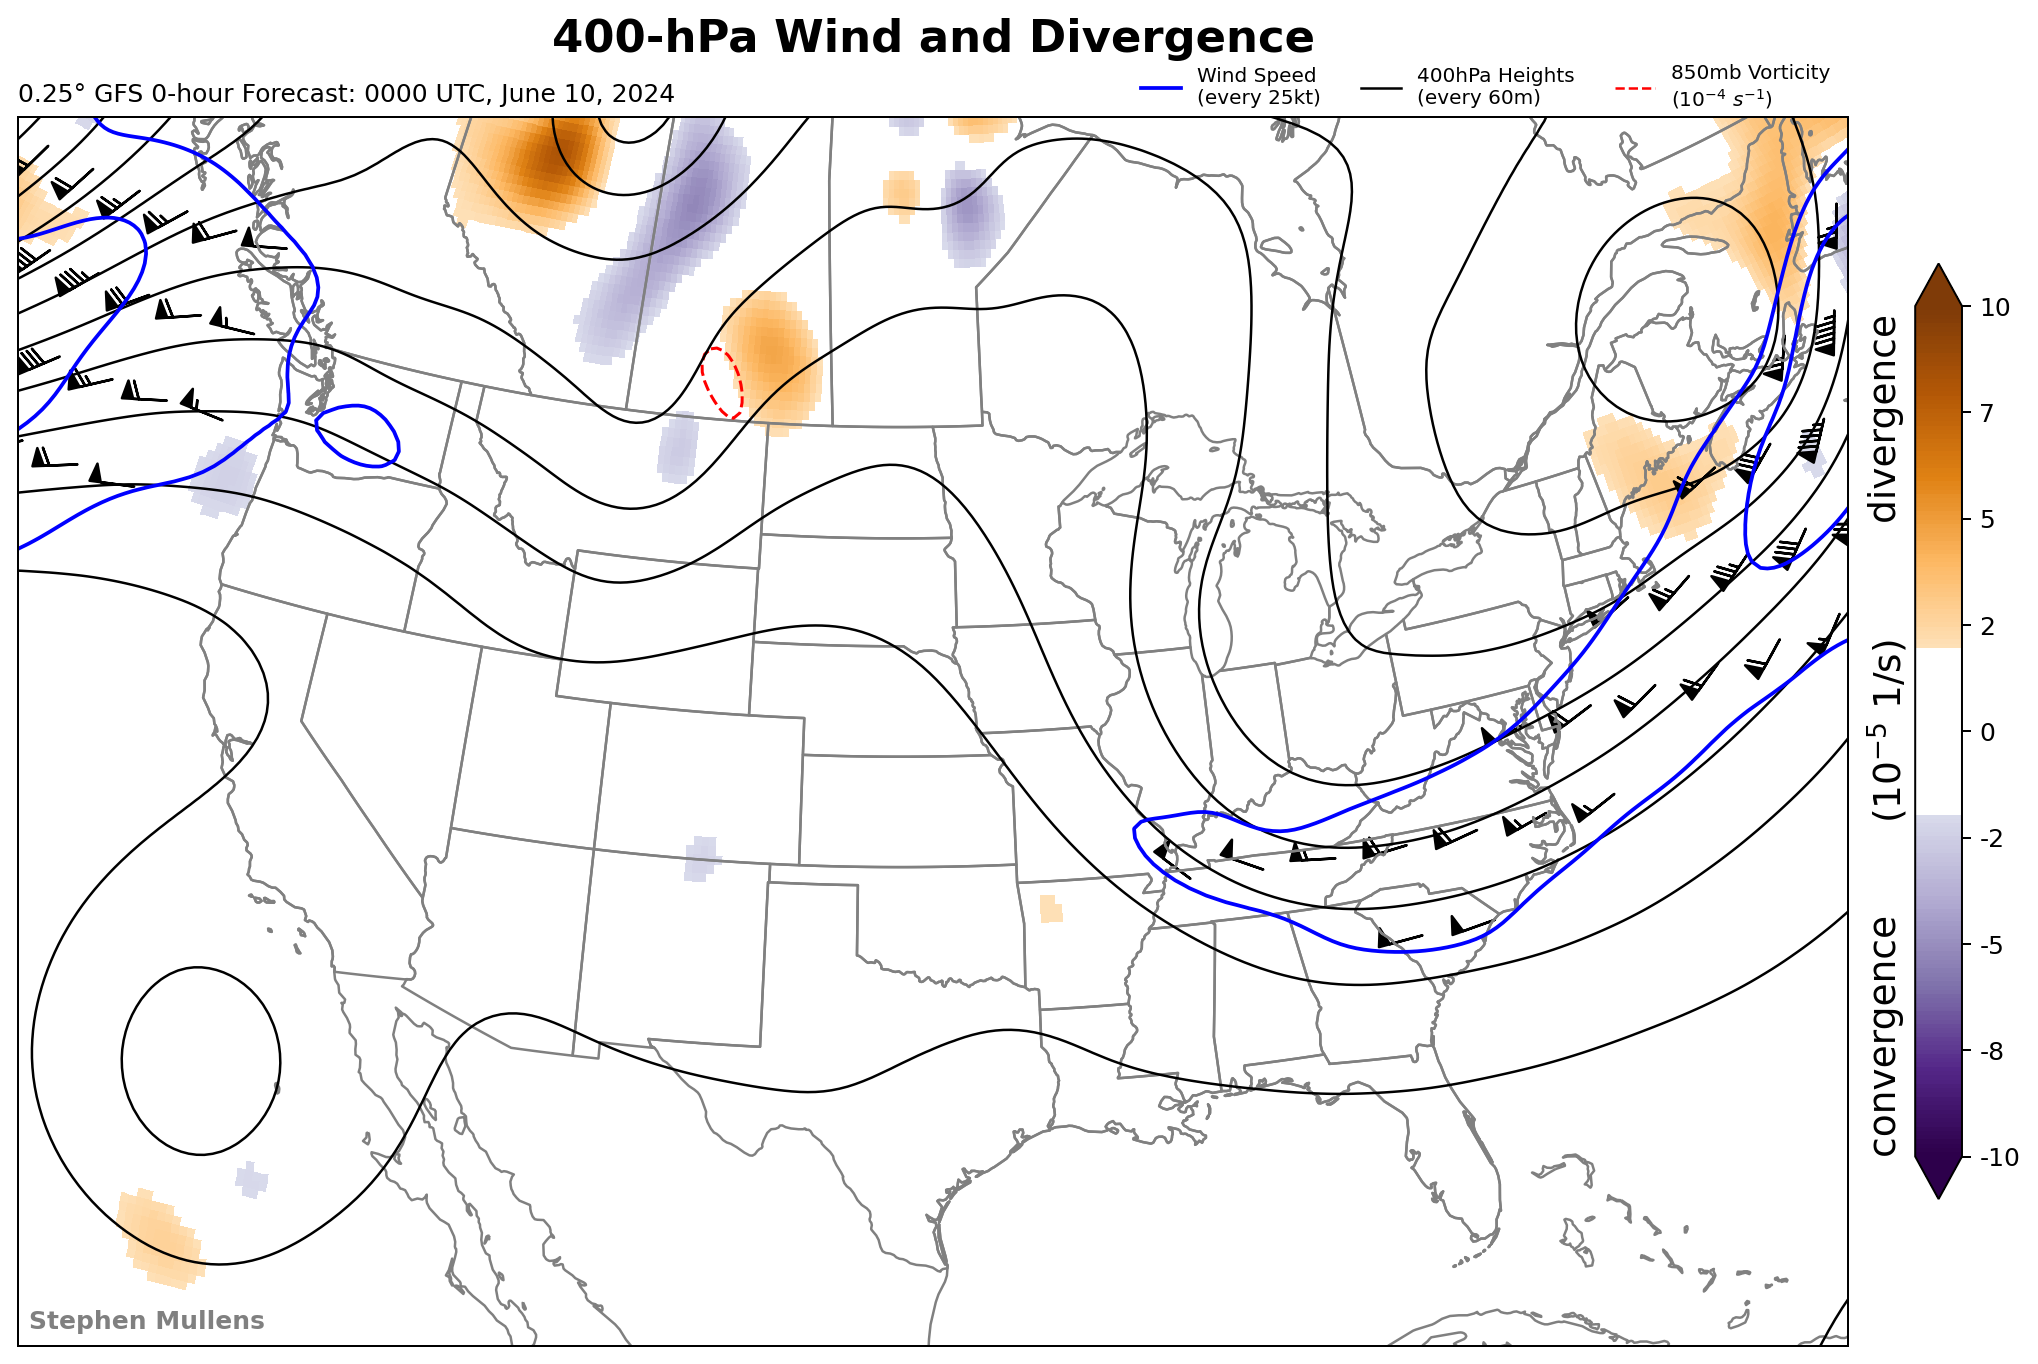 400-hPa Wind and Divergence
0.25° GFS 0-hour Forecast: 0000 UTC, June 10, 2024
Wind Speed
(every 25kt)
400hPa Heights
(every 60m)
850mb Vorticity
(10⁻⁴ s⁻¹)
10
7
5
2
0
-2
-5
-8
-10
convergence (10⁻⁵ 1/s) divergence
Stephen Mullens